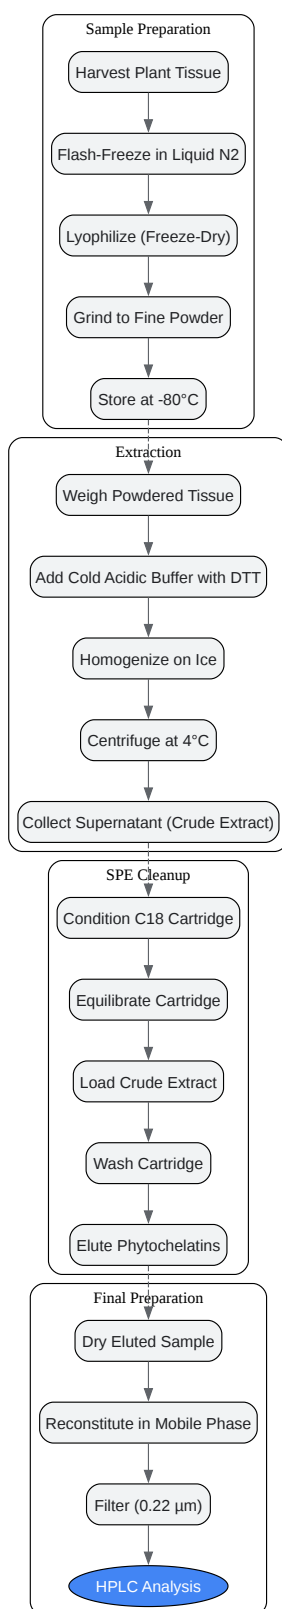 Sample Preparation
Harvest Plant Tissue
Flash-Freeze in Liquid N2
Lyophilize (Freeze-Dry)
Grind to Fine Powder
Store at -80°C
Extraction
Weigh Powdered Tissue
Add Cold Acidic Buffer with DTT
Homogenize on Ice
Centrifuge at 4°C
Collect Supernatant (Crude Extract)
SPE Cleanup
Condition C18 Cartridge
Equilibrate Cartridge
Load Crude Extract
Wash Cartridge
Elute Phytochelatins
Final Preparation
Dry Eluted Sample
Reconstitute in Mobile Phase
Filter (0.22 µm)
HPLC Analysis